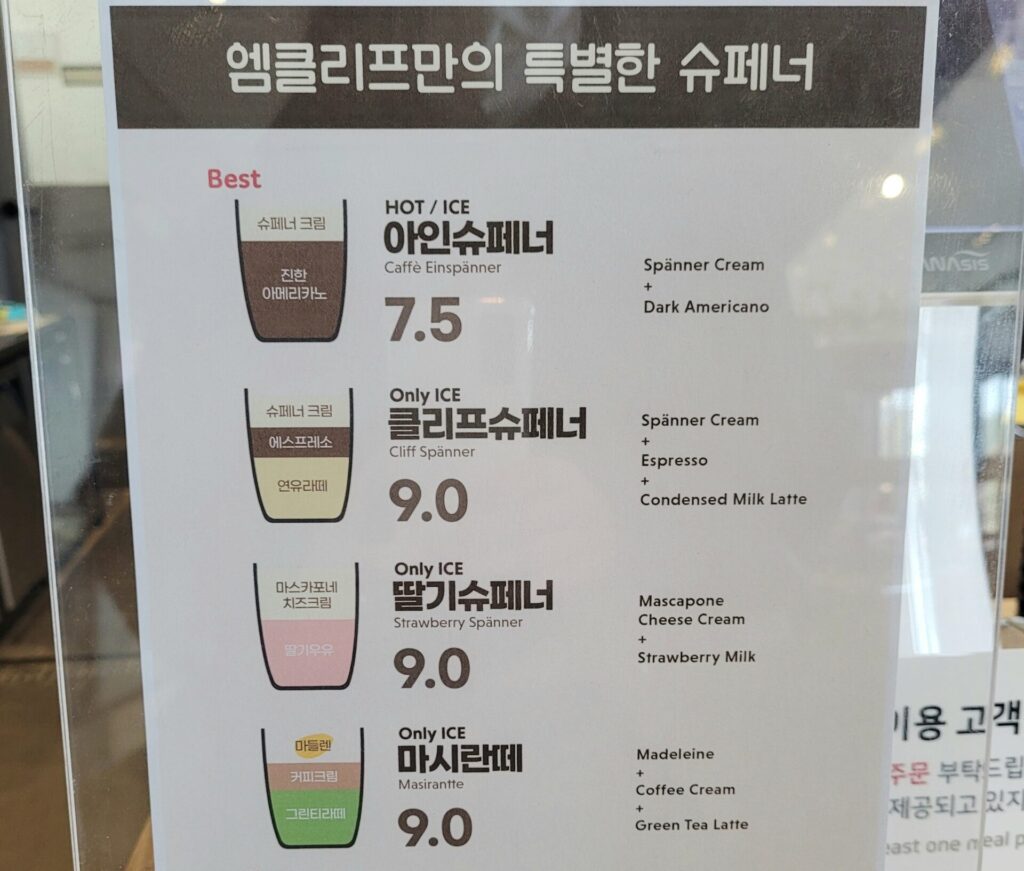 엠클리프만의 특별한 슈페너
Best
슈페너 크림
진한
아메리카노
HOT / ICE
아인슈페너
Caffè Einspänner
7.5
Spänner Cream
+
Dark Americano
슈페너 크림
에스프레소
연유라떼
Only ICE
클리프슈페너
Cliff Spänner
9.0
Spänner Cream
+
Espresso
+
Condensed Milk Latte
마스카포네
치즈크림
딸기우유
Only ICE
딸기슈페너
Strawberry Spänner
9.0
Mascapone
Cheese Cream
+
Strawberry Milk
마들렌
커피크림
그린티라떼
Only ICE
마시란떼
Masirantte
9.0
Madeleine
+
Coffee Cream
+
Green Tea Latte
이용 고객
주문 부탁드립
제공되고 있지
east one meal p